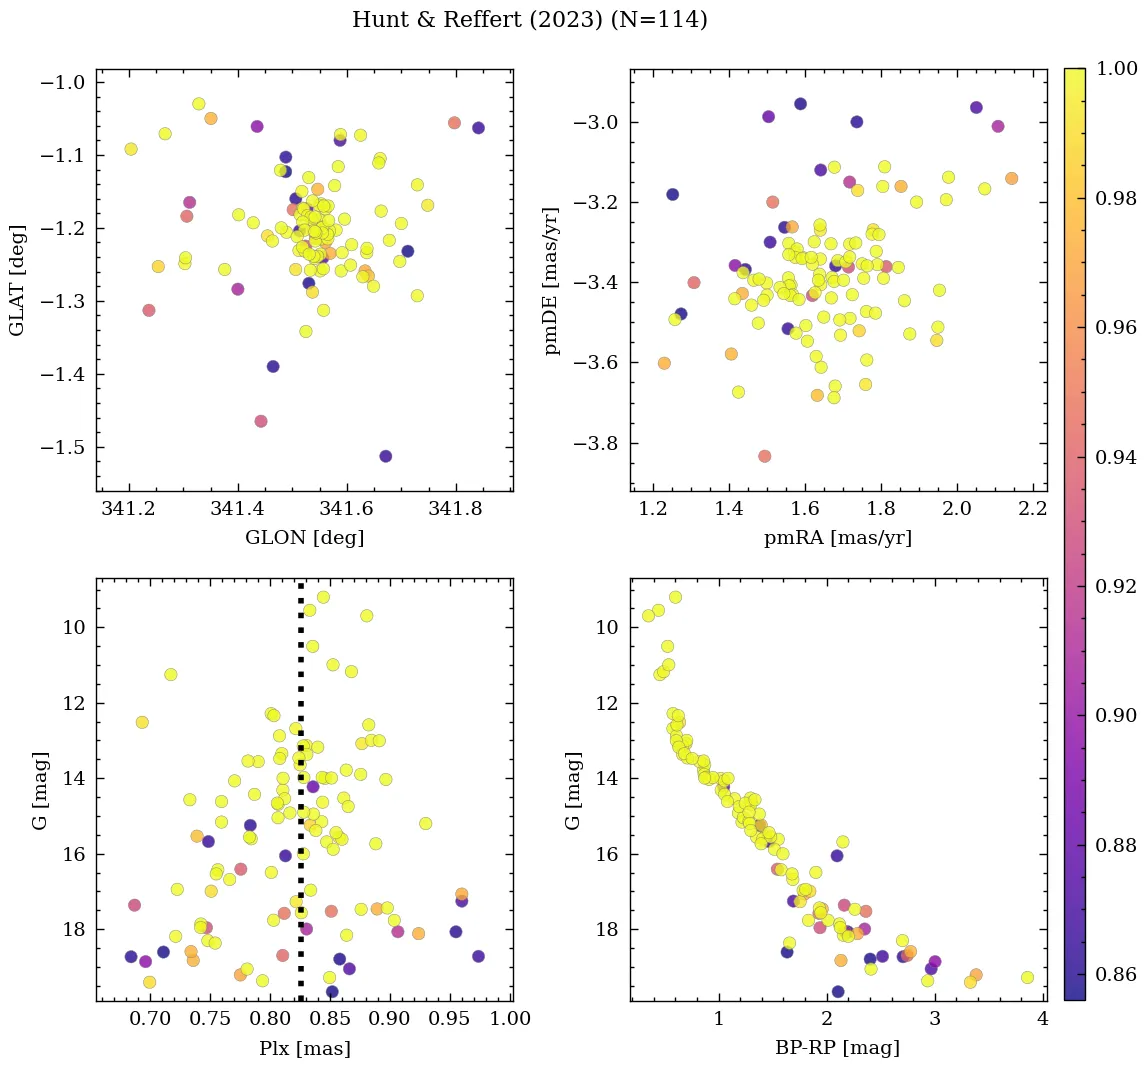 Hunt & Reffert (2023) (N=114)
−1.0
−1.1
−1.2
−1.3
−1.4
−1.5
GLAT [deg]
341.2 341.4 341.6 341.8
GLON [deg]
−3.0
−3.2
−3.4
−3.6
−3.8
pmDE [mas/yr]
1.2 1.4 1.6 1.8 2.0 2.2
pmRA [mas/yr]
10
12
14
16
18
G [mag]
0.70 0.75 0.80 0.85 0.90 0.95 1.00
Plx [mas]
10
12
14
16
18
G [mag]
1 2 3 4
BP-RP [mag]
1.00
0.98
0.96
0.94
0.92
0.90
0.88
0.86